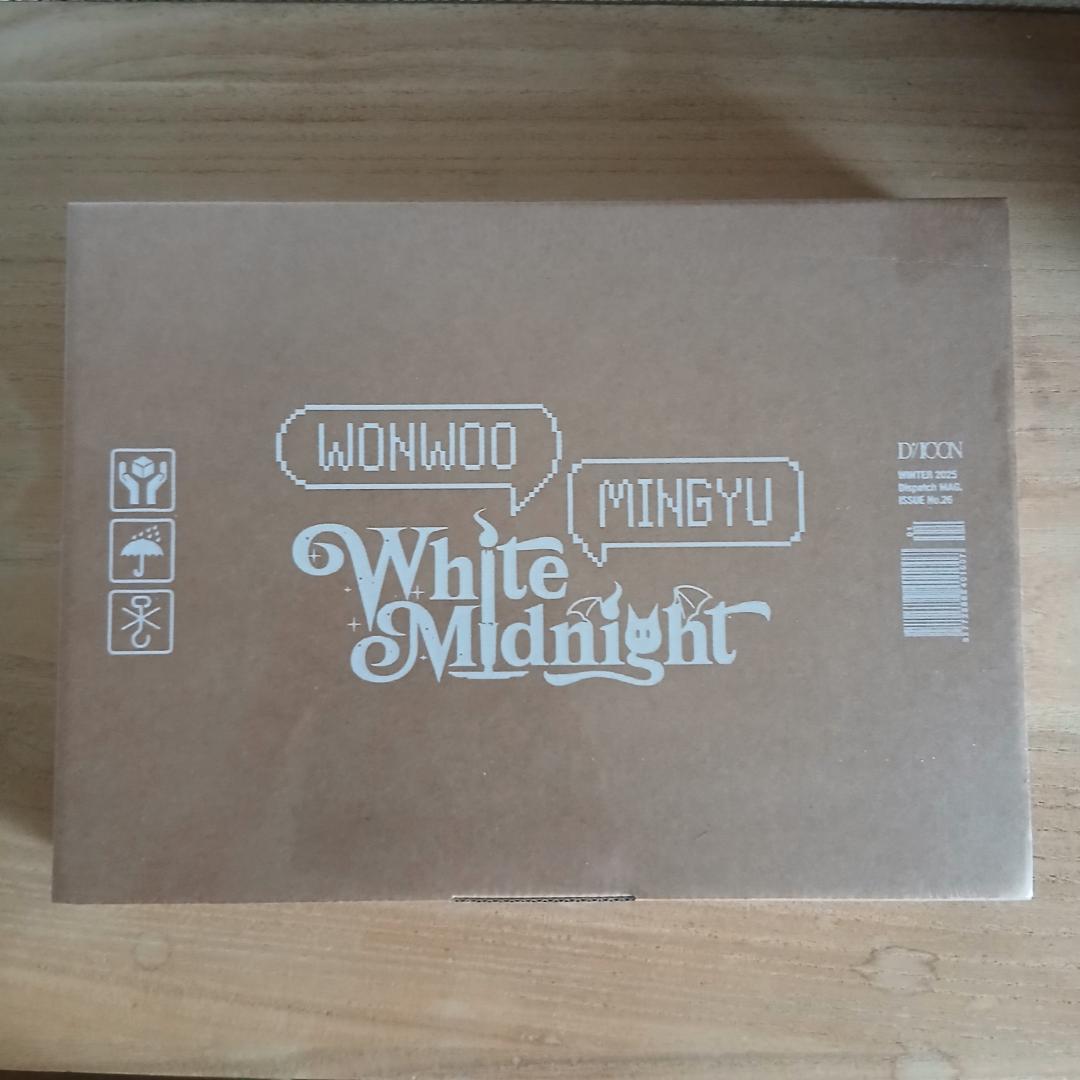 WONWOO
MINGYU
White
Midnight
D/ICON
WINTER 2025
Dispatch MAG.
ISSUE No.26